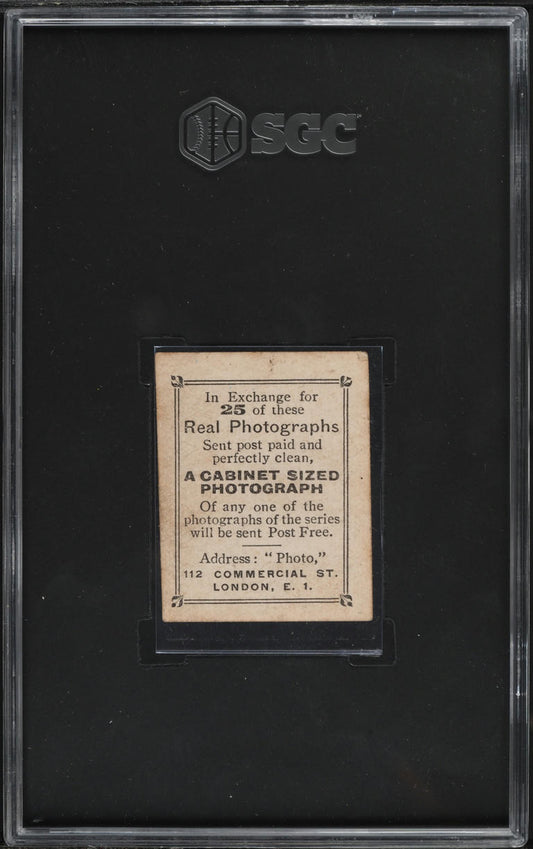 SGC
In Exchange for
25 of these
Real Photographs
Sent post paid and
perfectly clean,
A CABINET SIZED
PHOTOGRAPH
Of any one of the
photographs of the series
will be sent Post Free.
Address: "Photo,"
112 COMMERCIAL ST.
LONDON, E. 1.